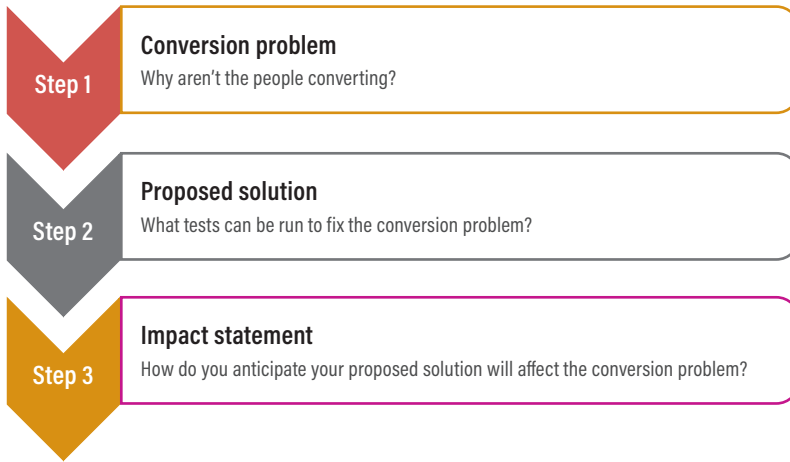 Step 1
Conversion problem
Why aren’t the people converting?
Step 2
Proposed solution
What tests can be run to fix the conversion problem?
Step 3
Impact statement
How do you anticipate your proposed solution will affect the conversion problem?